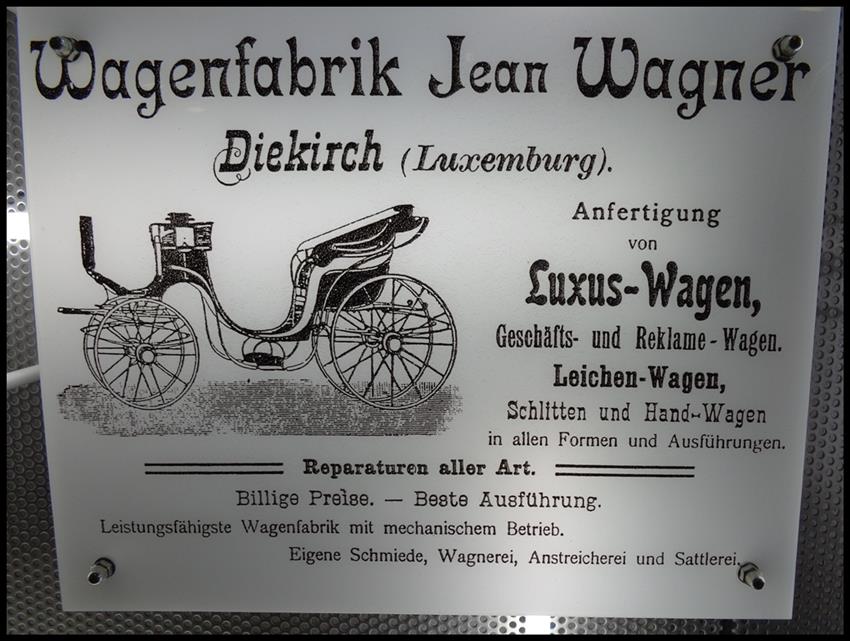 Wagenfabrik Jean Wagner
Diekirch (Luxemburg).
Anfertigung
von
Luxus-Wagen,
Geschäfts- und Reklame-Wagen.
Leichen-Wagen,
Schlitten und Hand-Wagen
in allen Formen und Ausführungen.
Reparaturen aller Art.
Billige Preise. — Beste Ausführung.
Leistungsfähigste Wagenfabrik mit mechanischem Betrieb.
Eigene Schmiede, Wagnerei, Anstreicherei und Sattlerei.